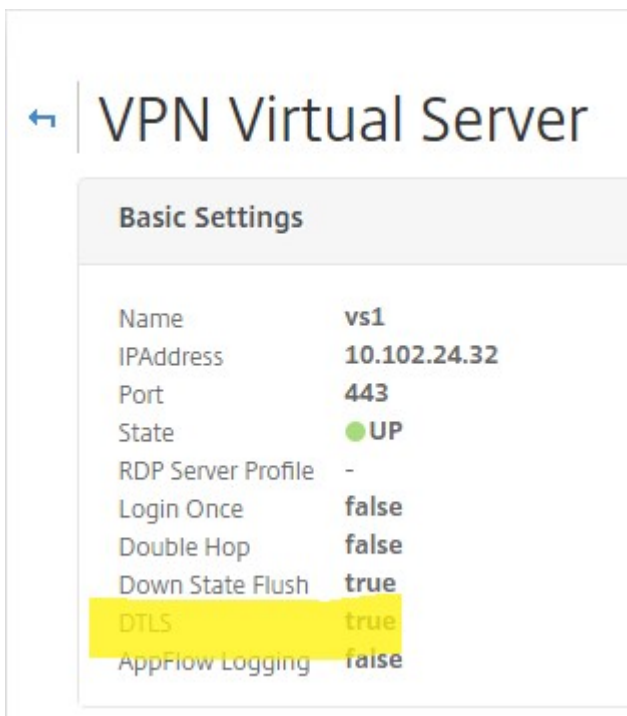 VPN Virtual Server
Basic Settings
Name vs1
IPAddress 10.102.24.32
Port 443
State UP
RDP Server Profile -
Login Once false
Double Hop false
Down State Flush true
DTLS true
AppFlow Logging false